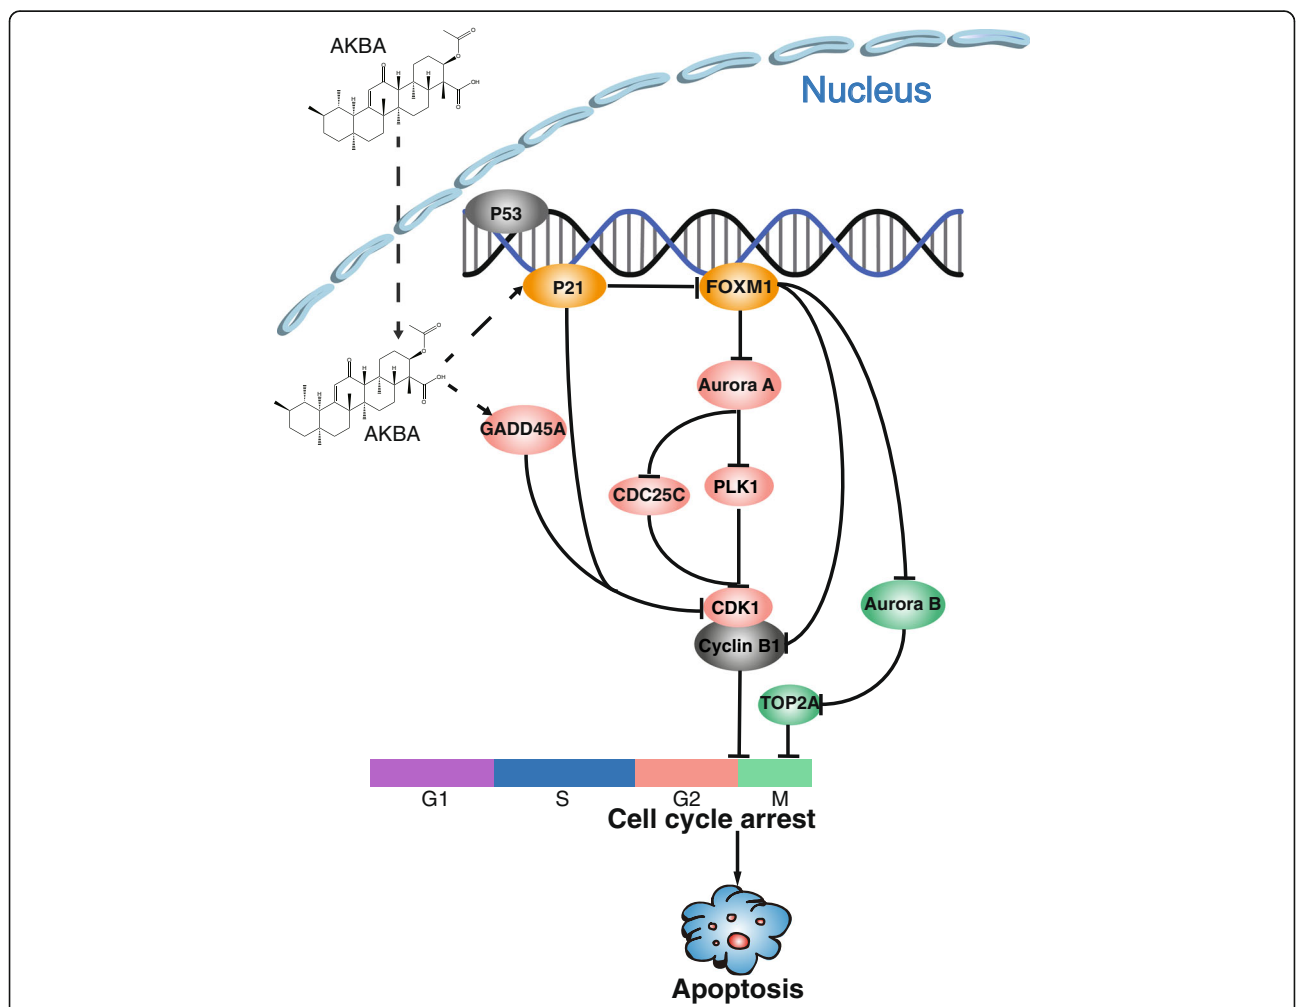 AKBA
Nucleus
P53
P21
FOXM1
Aurora A
AKBA
GADD45A
CDC25C
PLK1
CDK1
Cyclin B1
Aurora B
TOP2A
G1
S
G2
M
Cell cycle arrest
Apoptosis